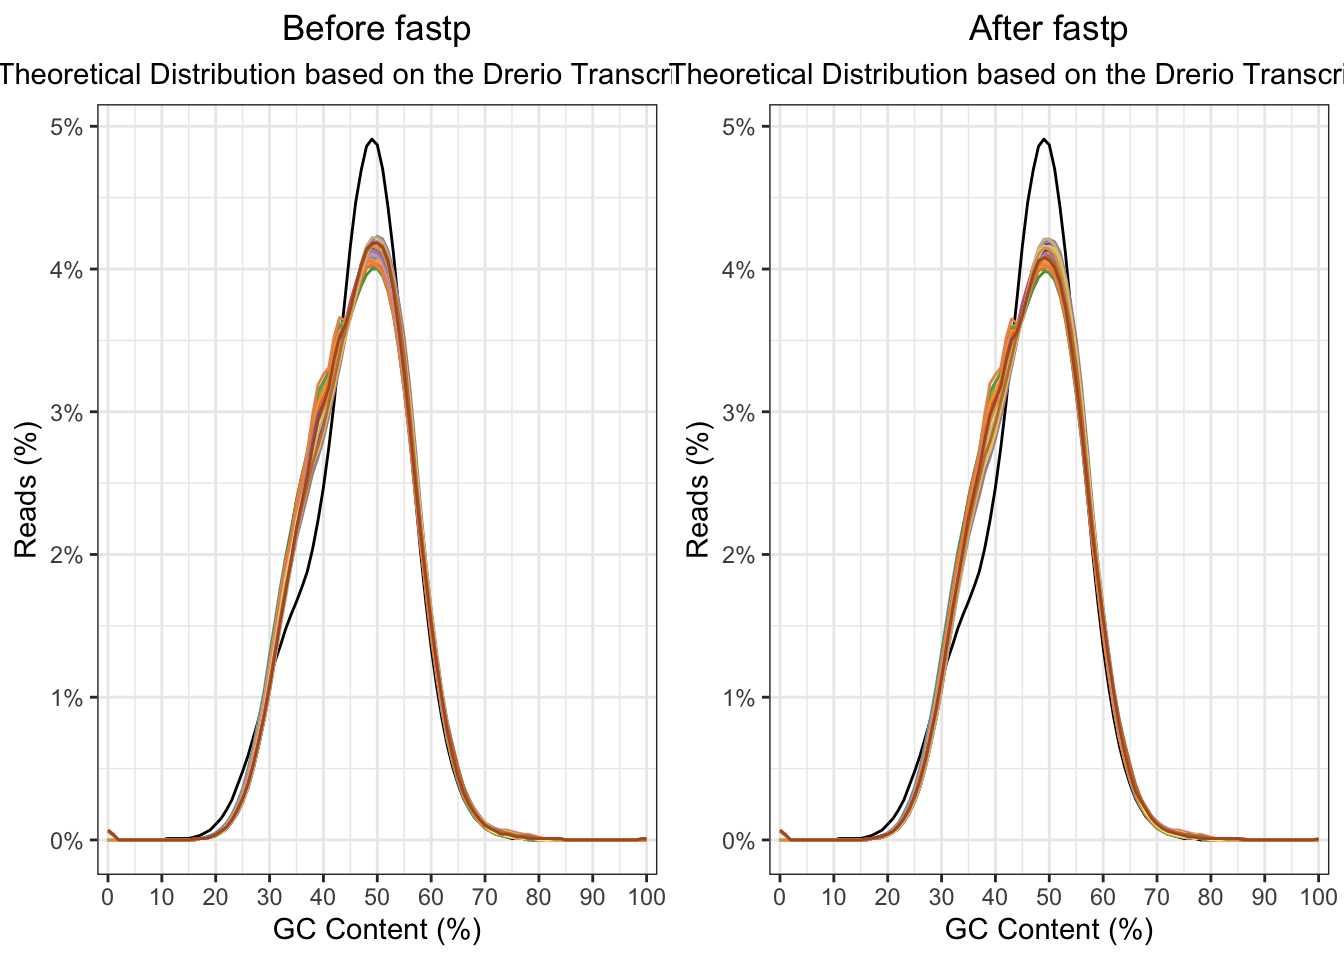 Before fastp
Theoretical Distribution based on the Drerio Transcr
5%
4%
3%
2%
1%
0%
Reads (%)
0 10 20 30 40 50 60 70 80 90 100
GC Content (%)
After fastp
Theoretical Distribution based on the Drerio Transcri
5%
4%
3%
2%
1%
0%
Reads (%)
0 10 20 30 40 50 60 70 80 90 100
GC Content (%)